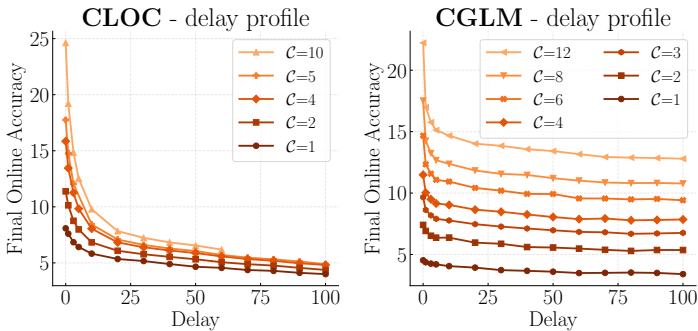 CLOC - delay profile
Final Online Accuracy
25
20
15
10
5
0
25
50
75
100
Delay
C=10
C=5
C=4
C=2
C=1
CGLM - delay profile
Final Online Accuracy
20
15
10
5
0
25
50
75
100
Delay
C=12
C=8
C=6
C=4
C=3
C=2
C=1